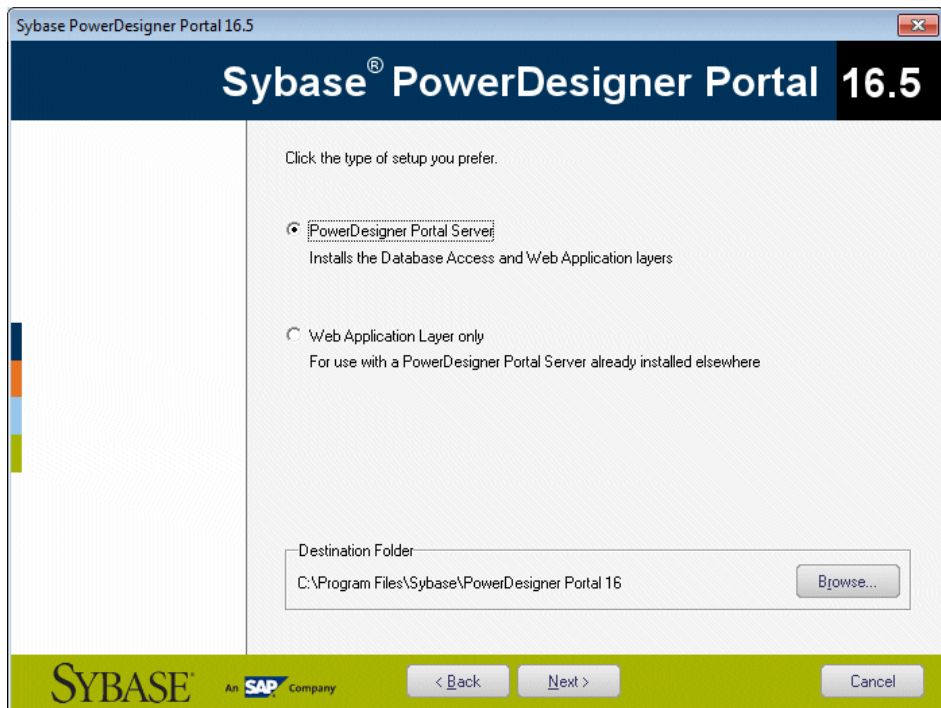 Sybase PowerDesigner Portal 16.5
Sybase® PowerDesigner Portal 16.5
Click the type of setup you prefer.
PowerDesigner Portal Server
Installs the Database Access and Web Application layers
Web Application Layer only
For use with a PowerDesigner Portal Server already installed elsewhere
Destination Folder
C:\Program Files\Sybase\PowerDesigner Portal 16
Browse...
SYBASE®
An SAP Company
< Back
Next >
Cancel